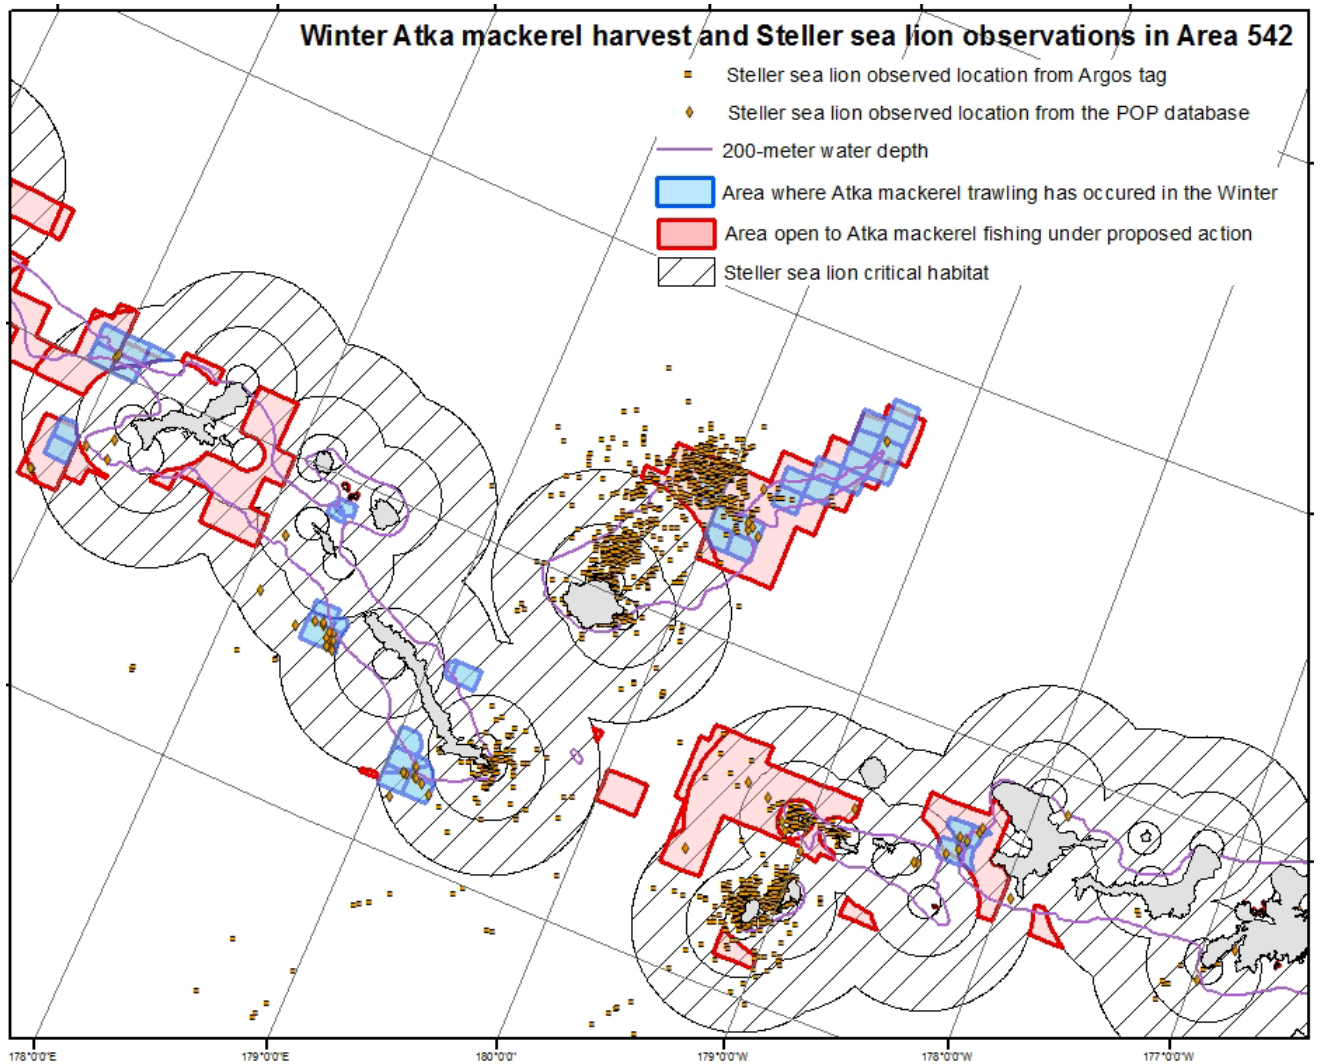 Winter Atka mackerel harvest and Steller sea lion observations in Area 542
Steller sea lion observed location from Argos tag
Steller sea lion observed location from the POP database
200-meter water depth
Area where Atka mackerel trawling has occured in the Winter
Area open to Atka mackerel fishing under proposed action
Steller sea lion critical habitat
178°0'0"E 179°0'0"E 180°0'0" 179°0'0"W 178°0'0"W 177°0'0"W